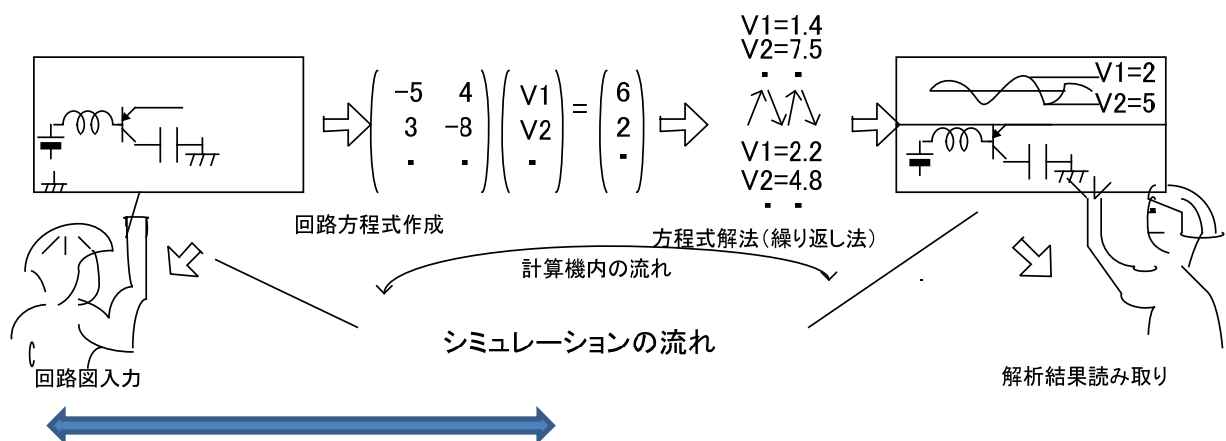 V1=1.4
V2=7.5
-5 4 V1 = 6
3 -8 V2 2
V1=2.2
V2=4.8
V1=2
V2=5
回路方程式作成
方程式解法(繰り返し法)
計算機内の流れ
シミュレーションの流れ
回路図入力
解析結果読み取り